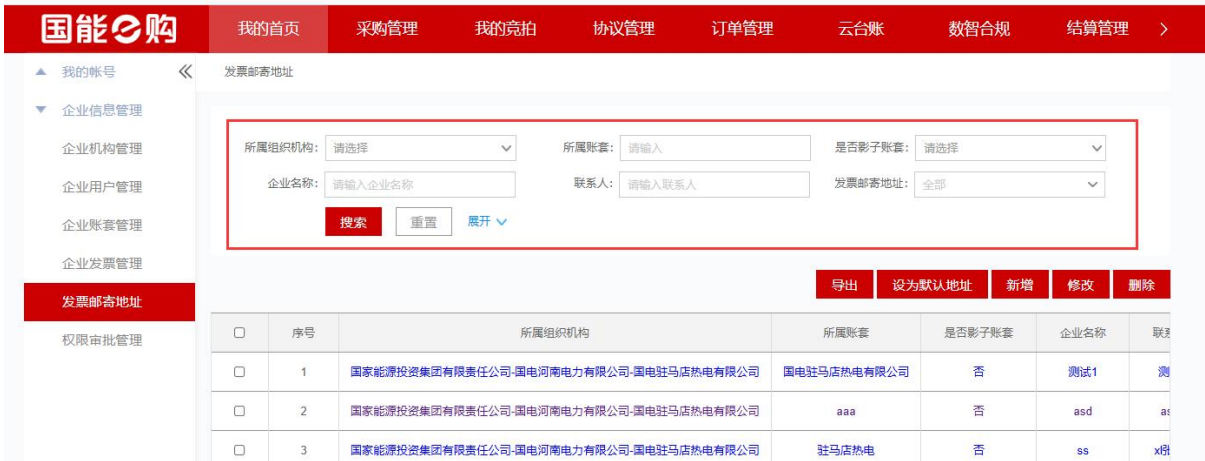 国能e购 我的首页 采购管理 我的竞拍 协议管理 订单管理 云台账 数智合规 结算管理
我的帐号 发票邮寄地址
企业信息管理
企业机构管理
企业用户管理
企业账套管理
企业发票管理
发票邮寄地址
权限审批管理
所属组织机构: 请选择 所属账套: 请输入 是否影子账套: 请选择
企业名称: 请输入企业名称 联系人: 请输入联系人 发票邮寄地址: 全部
搜索 重置 展开
导出 设为默认地址 新增 修改 删除
序号 所属组织机构 所属账套 是否影子账套 企业名称 联
1 国家能源投资集团有限责任公司-国电河南电力有限公司-国电驻马店热电有限公司 国电驻马店热电有限公司 否 测试1 测
2 国家能源投资集团有限责任公司-国电河南电力有限公司-国电驻马店热电有限公司 aaa 否 asd as
3 国家能源投资集团有限责任公司-国电河南电力有限公司-国电驻马店热电有限公司 驻马店热电 否 ss xl